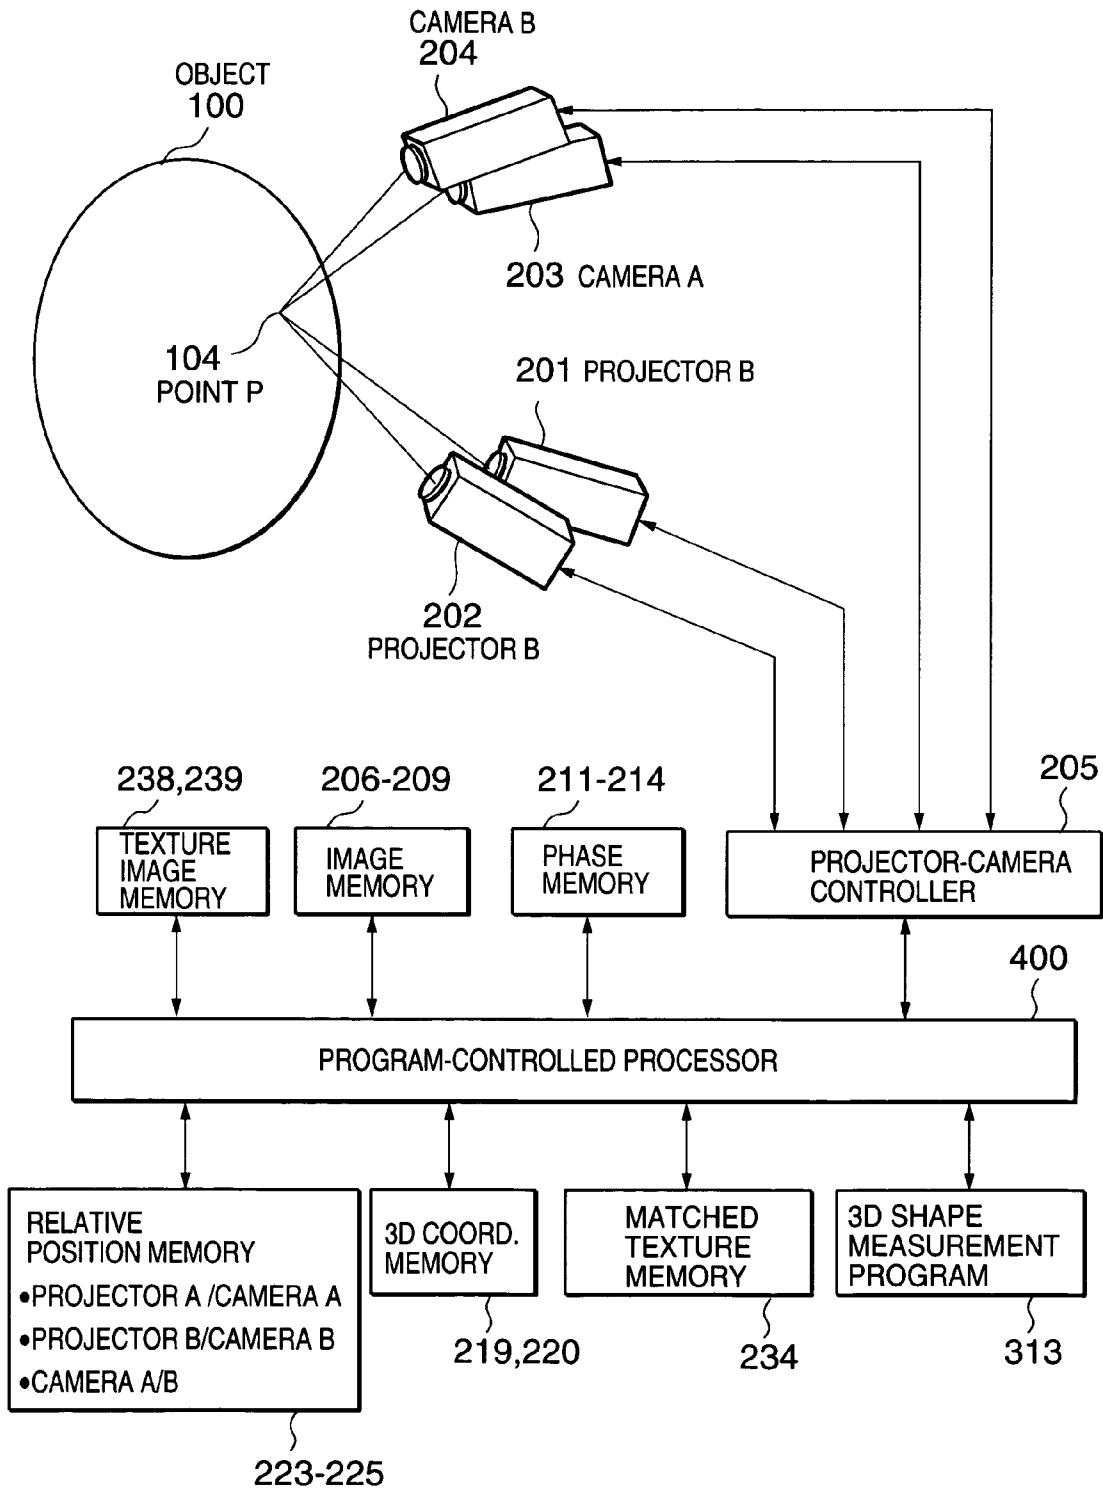 CAMERA B
204
OBJECT
100
203 CAMERA A
104
POINT P
201 PROJECTOR B
202
PROJECTOR B
238,239
206-209
211-214
205
TEXTURE
IMAGE
MEMORY
IMAGE
MEMORY
PHASE
MEMORY
PROJECTOR-CAMERA
CONTROLLER
400
PROGRAM-CONTROLLED PROCESSOR
RELATIVE
POSITION MEMORY
•PROJECTOR A /CAMERA A
•PROJECTOR B/CAMERA B
•CAMERA A/B
3D COORD.
MEMORY
MATCHED
TEXTURE
MEMORY
3D SHAPE
MEASUREMENT
PROGRAM
219,220
234
313
223-225